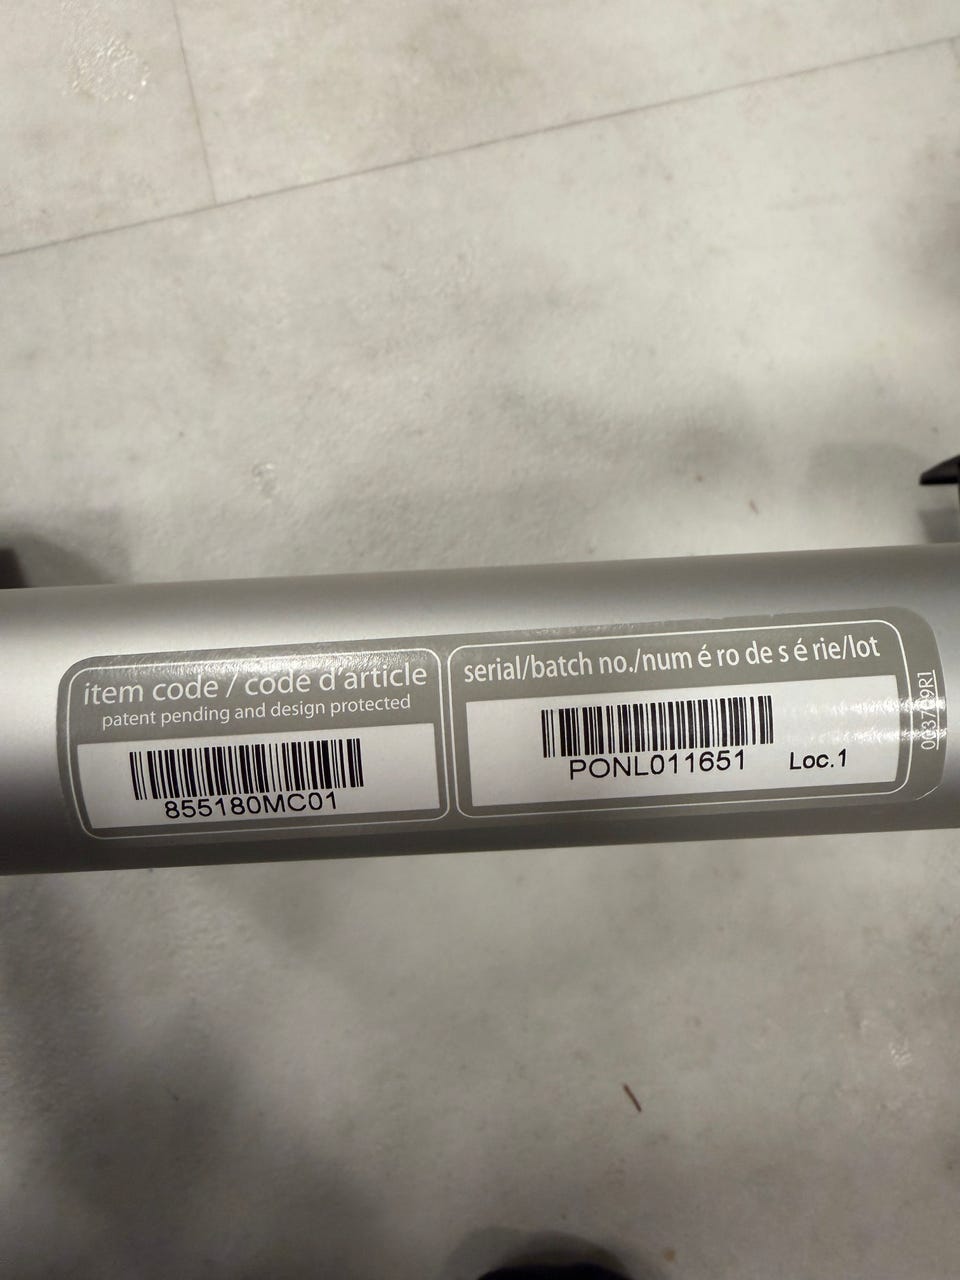 item code / code d'article
patent pending and design protected
855180MC01
serial/batch no./num é ro de s é rie/lot
PONL011651 Loc.1